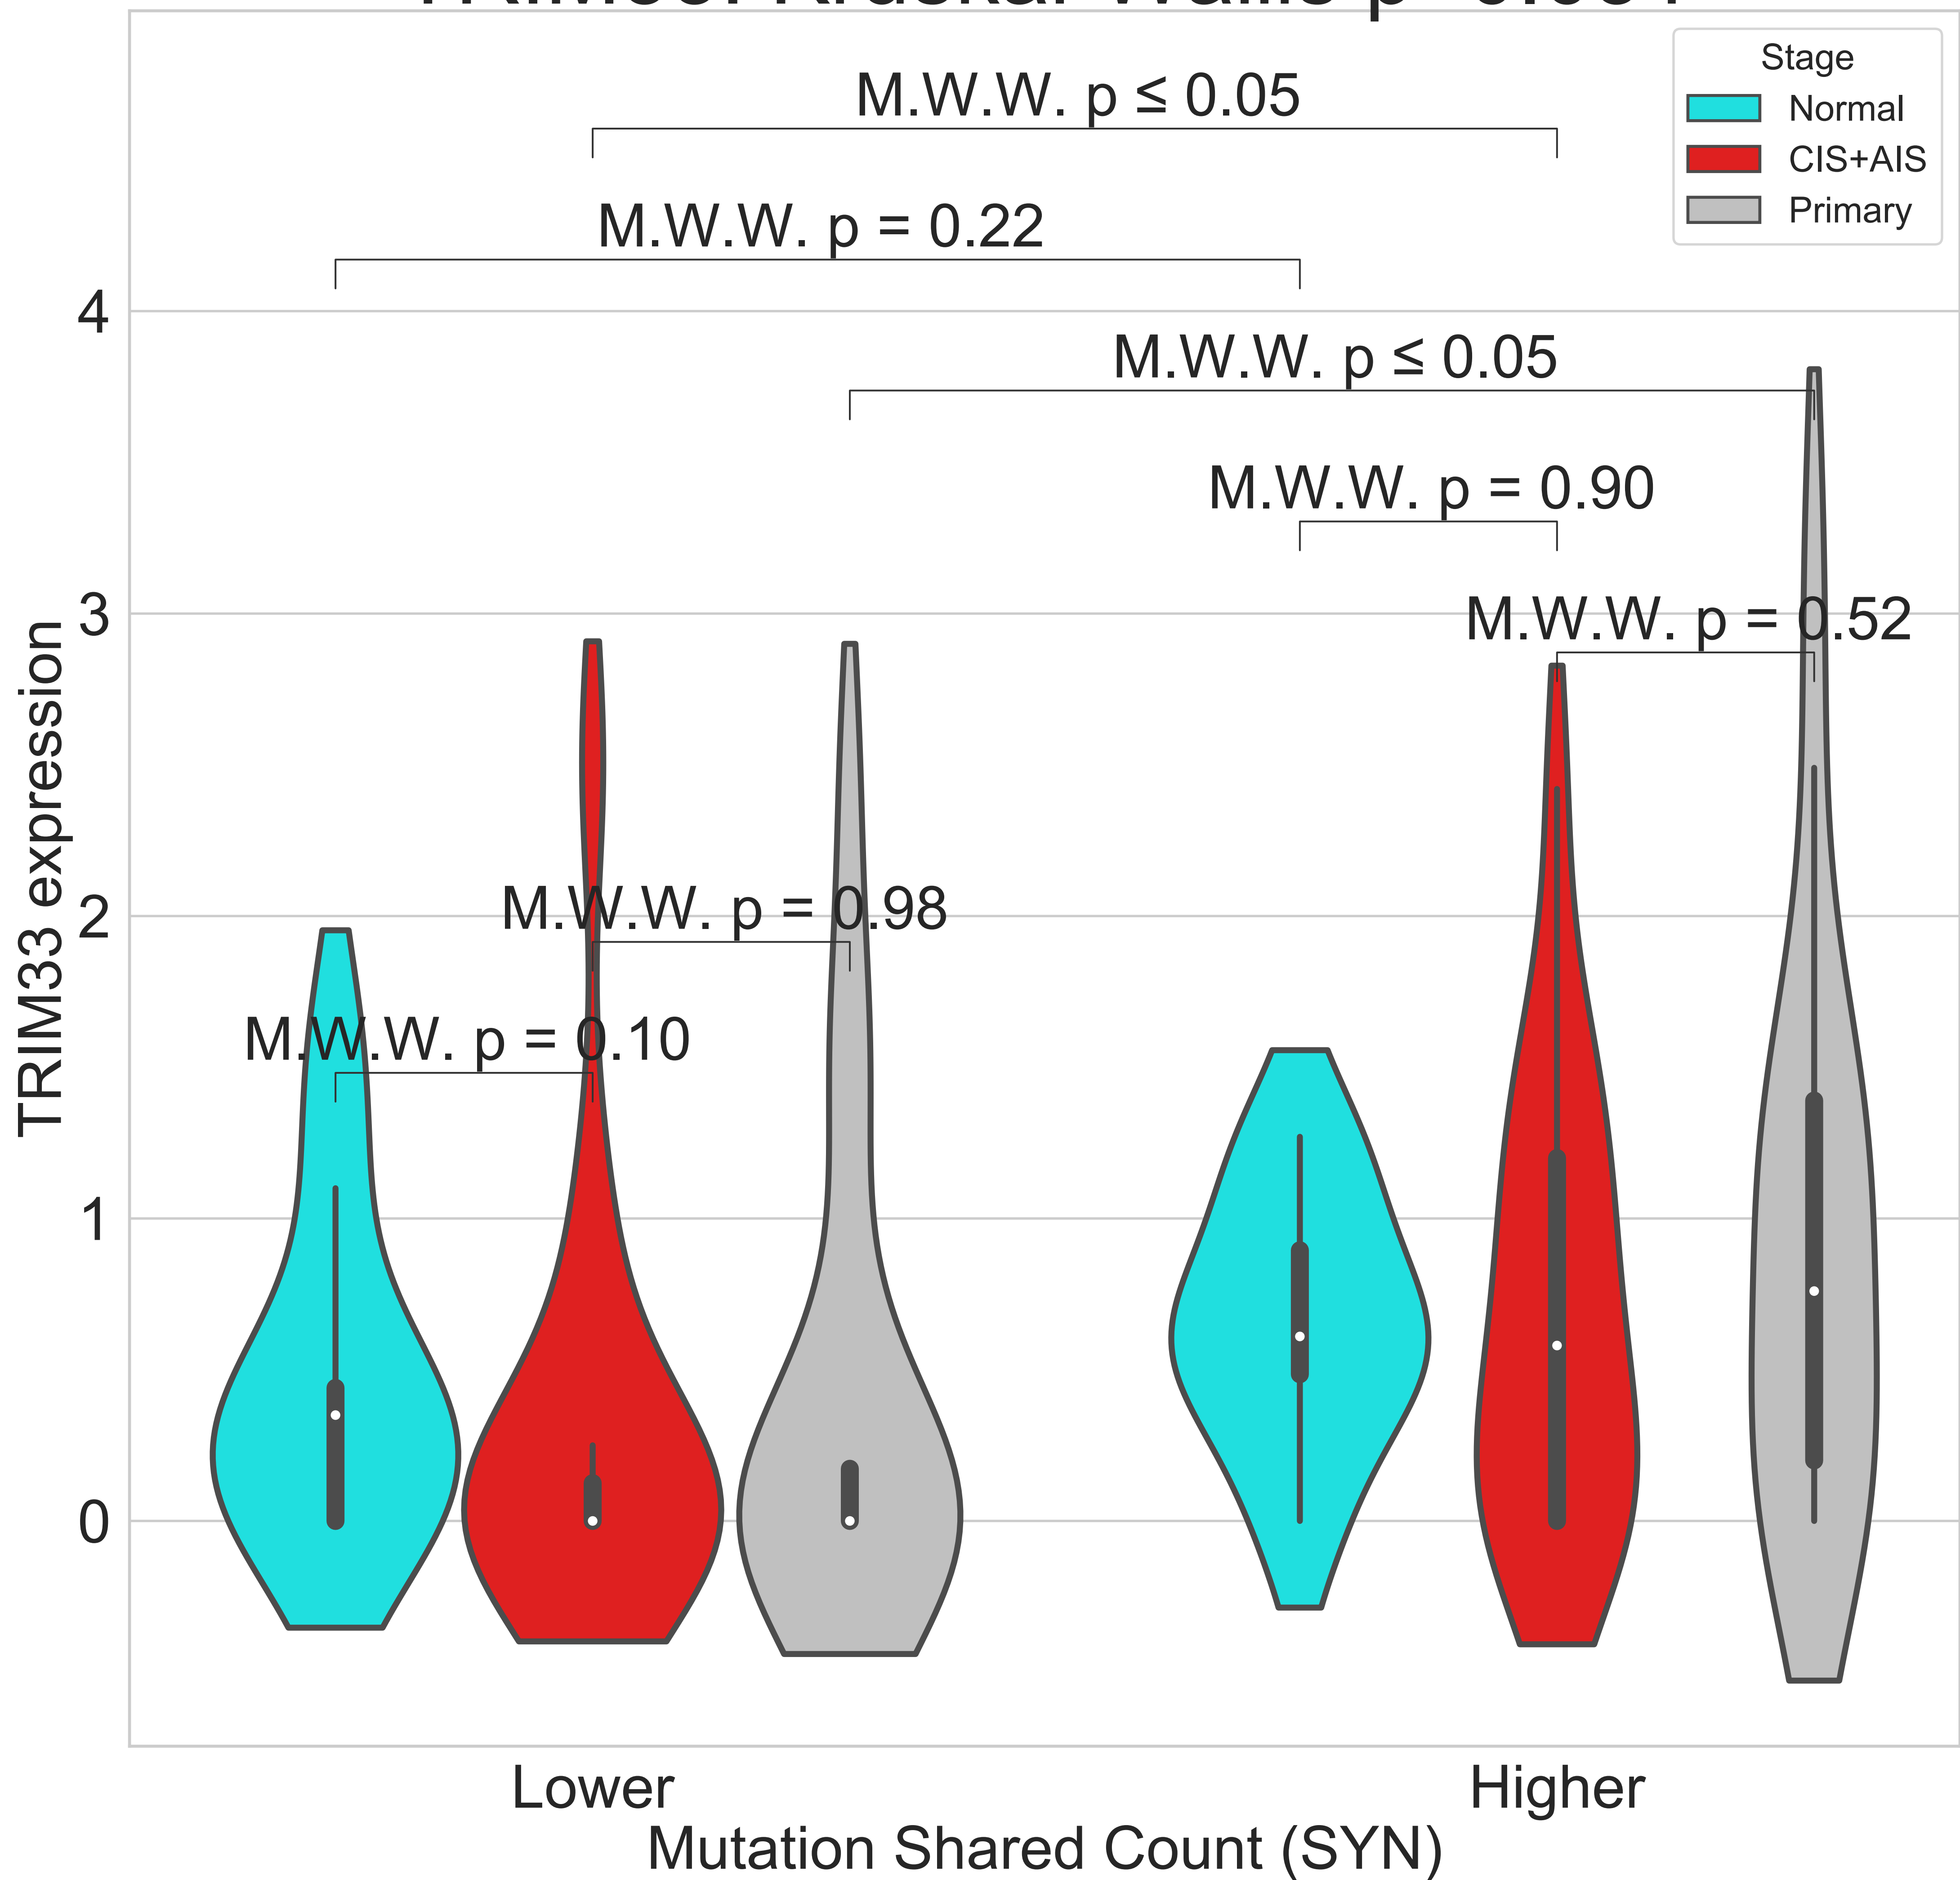 Stage
Normal
CIS+AIS
Primary
M.W.W. p ≤ 0.05
M.W.W. p = 0.22
M.W.W. p ≤ 0.05
M.W.W. p = 0.90
M.W.W. p = 0.52
M.W.W. p = 0.98
M.W.W. p = 0.10
4
3
2
1
0
TRIM33 expression
Lower
Higher
Mutation Shared Count (SYN)